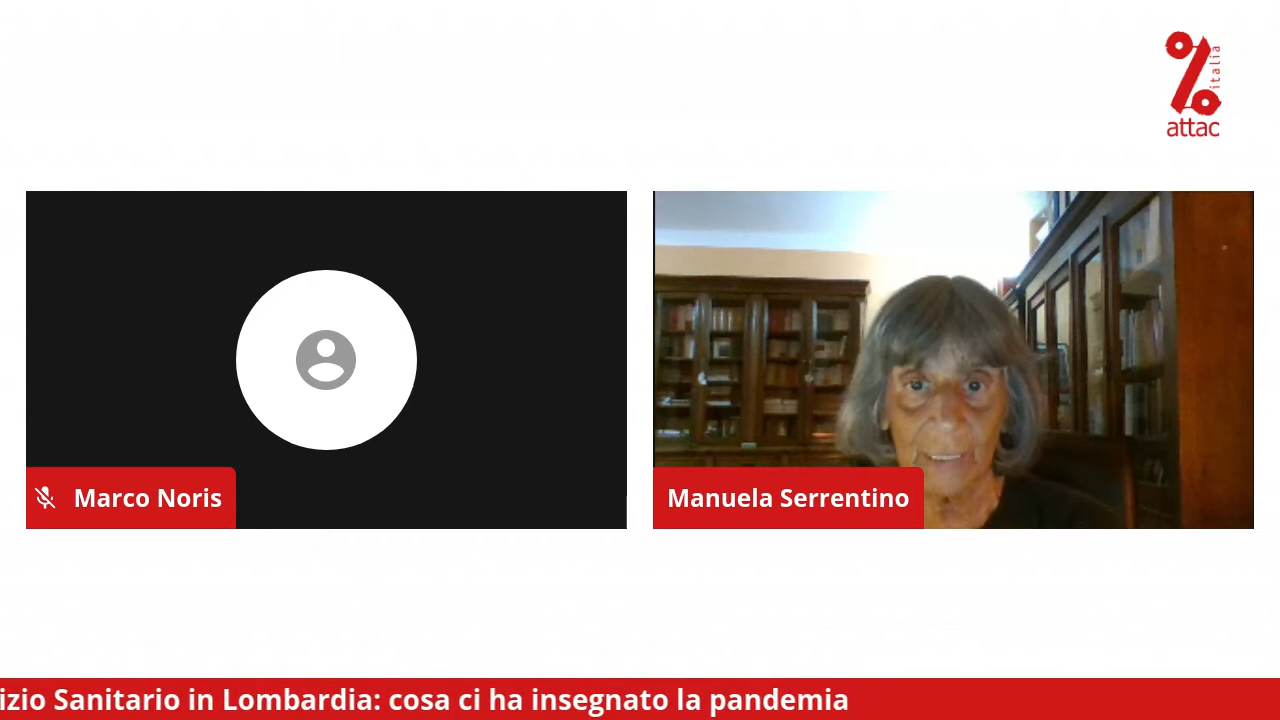 italia
attac
Marco Noris
Manuela Serrentino
izio Sanitario in Lombardia: cosa ci ha insegnato la pandemia